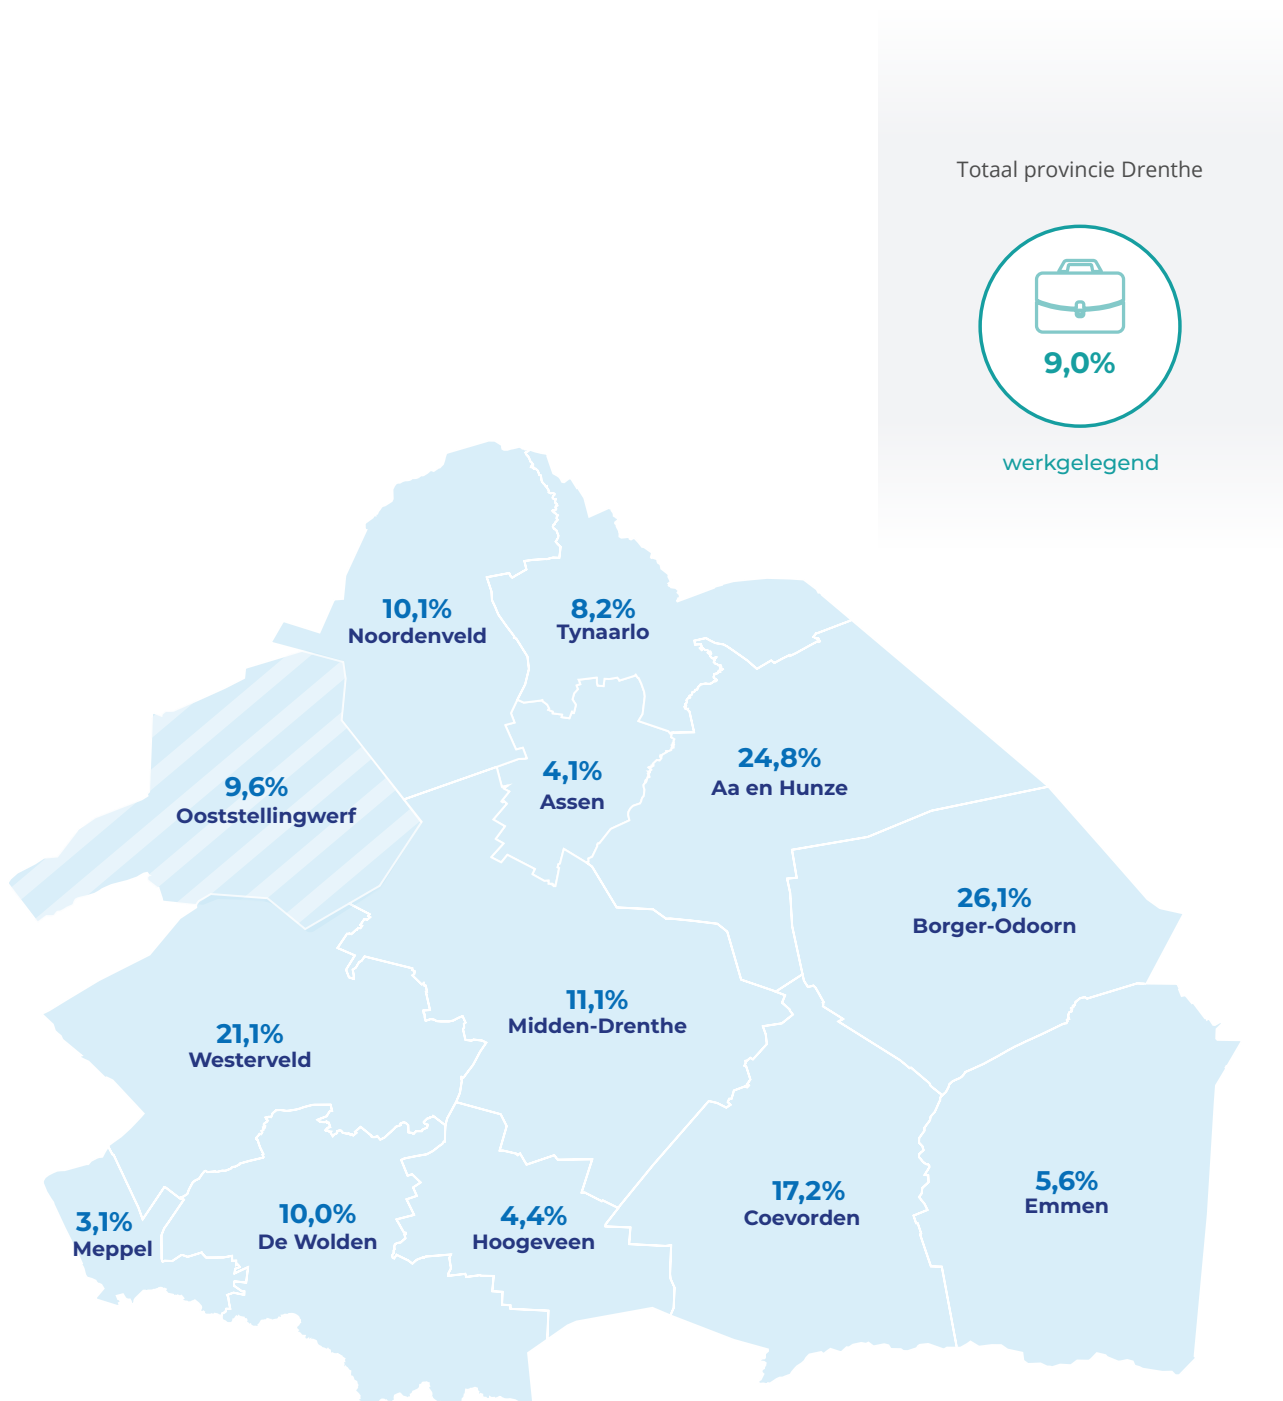 Totaal provincie Drenthe
9,0%
werkgelegend
10,1%
Noordenveld
8,2%
Tynaarlo
24,8%
Aa en Hunze
4,1%
Assen
9,6%
Ooststellingwerf
26,1%
Borger-Odoorn
11,1%
Midden-Drenthe
21,1%
Westerveld
5,6%
Emmen
17,2%
Coevorden
3,1%
Meppel
10,0%
De Wolden
4,4%
Hoogeveen